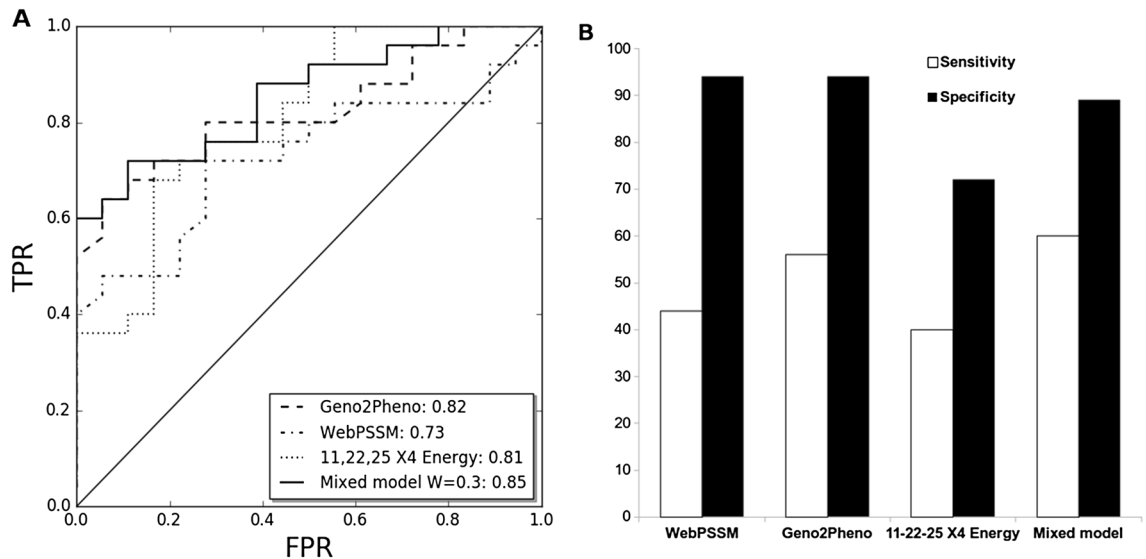 A
TPR
1.0
0.8
0.6
0.4
0.2
0.0
0.0 0.2 0.4 0.6 0.8 1.0
FPR
Geno2Pheno: 0.82
WebPSSM: 0.73
11,22,25 X4 Energy: 0.81
Mixed model W=0.3: 0.85
B
100
90
80
70
60
50
40
30
20
10
0
Sensitivity
Specificity
WebPSSM Geno2Pheno 11-22-25 X4 Energy Mixed model